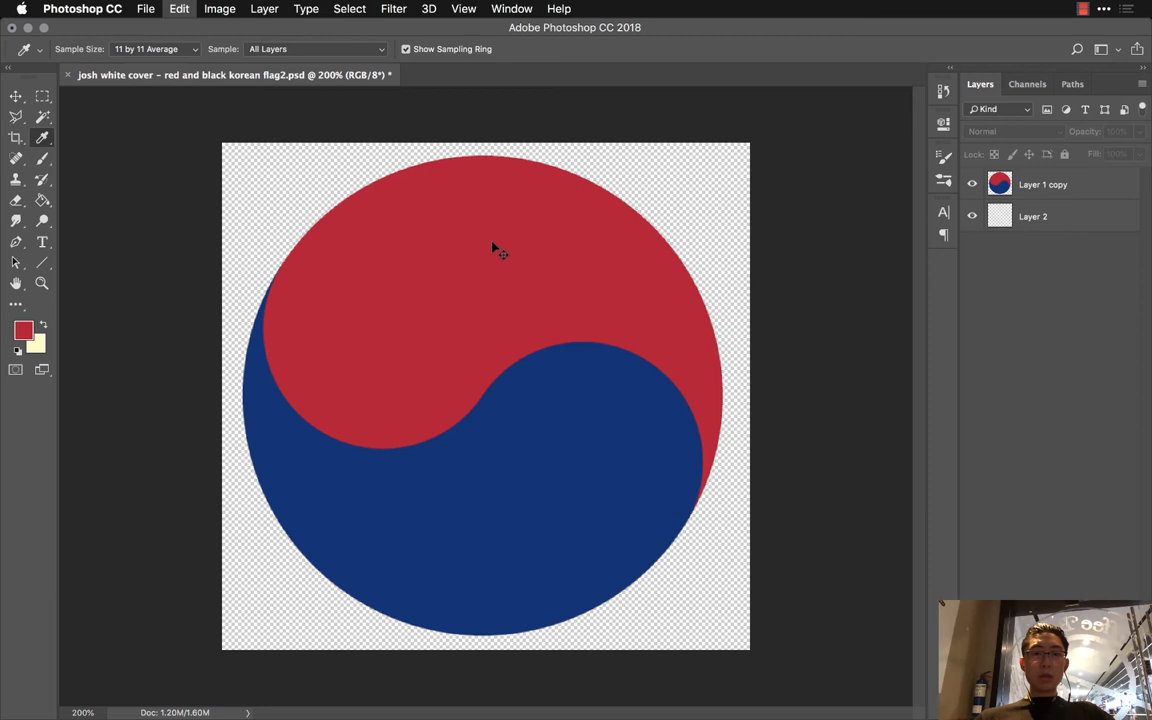 Photoshop CC File Edit Image Layer Type Select Filter 3D View Window Help
Adobe Photoshop CC 2018
Sample Size: 11 by 11 Average Sample: All Layers Show Sampling Ring
× josh white cover – red and black korean flag2.psd @ 200% (RGB/8*) *
Layers Channels Paths
Kind
Normal Opacity: 100%
Lock: Fill: 100%
Layer 1 copy
Layer 2
200% Doc: 1.20M/1.60M